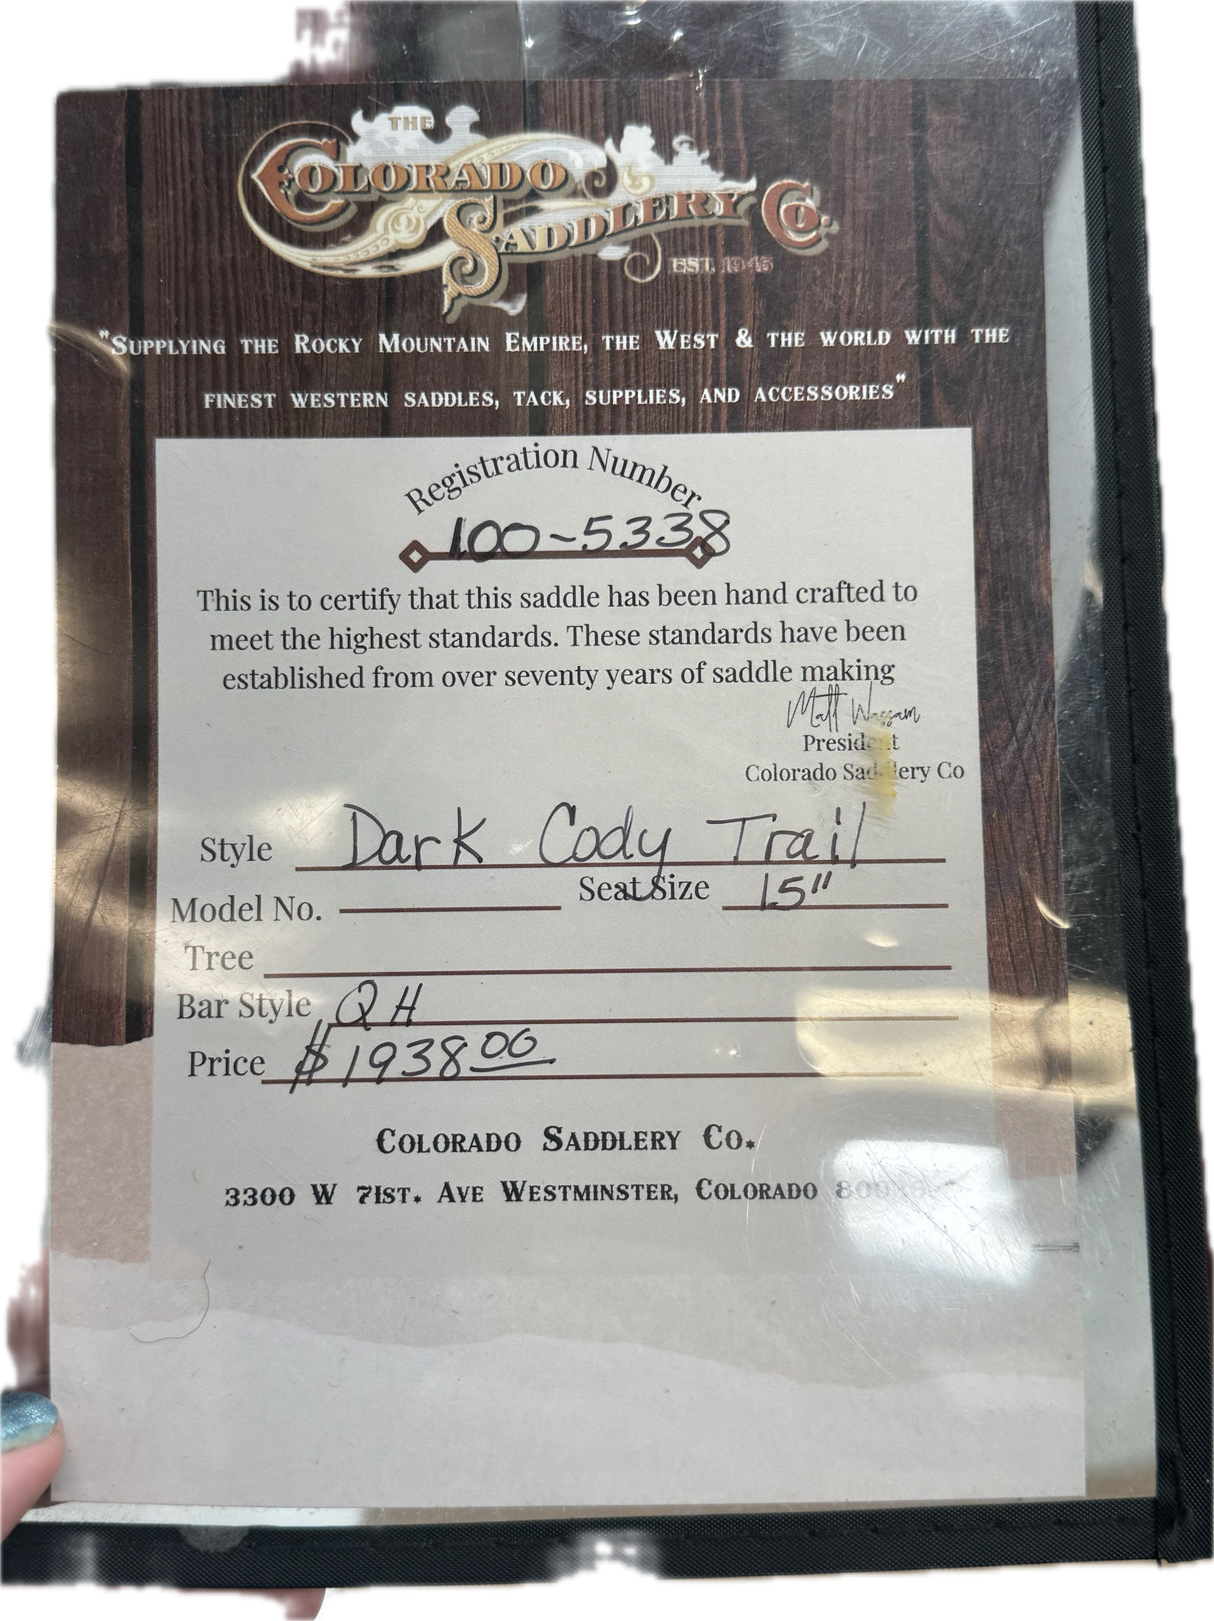 THE
COLORADO
SADDLERY CO.
EST. 1945
"SUPPLYING THE ROCKY MOUNTAIN EMPIRE, THE WEST & THE WORLD WITH THE
FINEST WESTERN SADDLES, TACK, SUPPLIES, AND ACCESSORIES"
Registration Number
100-5338
This is to certify that this saddle has been hand crafted to
meet the highest standards. These standards have been
established from over seventy years of saddle making
Matt Wassam
President
Colorado Saddlery Co
Style Dark Cody Trail
Model No. Seat Size 15"
Tree
Bar Style QH
Price $1938.00
COLORADO SADDLERY CO.
3300 W 71ST. AVE WESTMINSTER, COLORADO